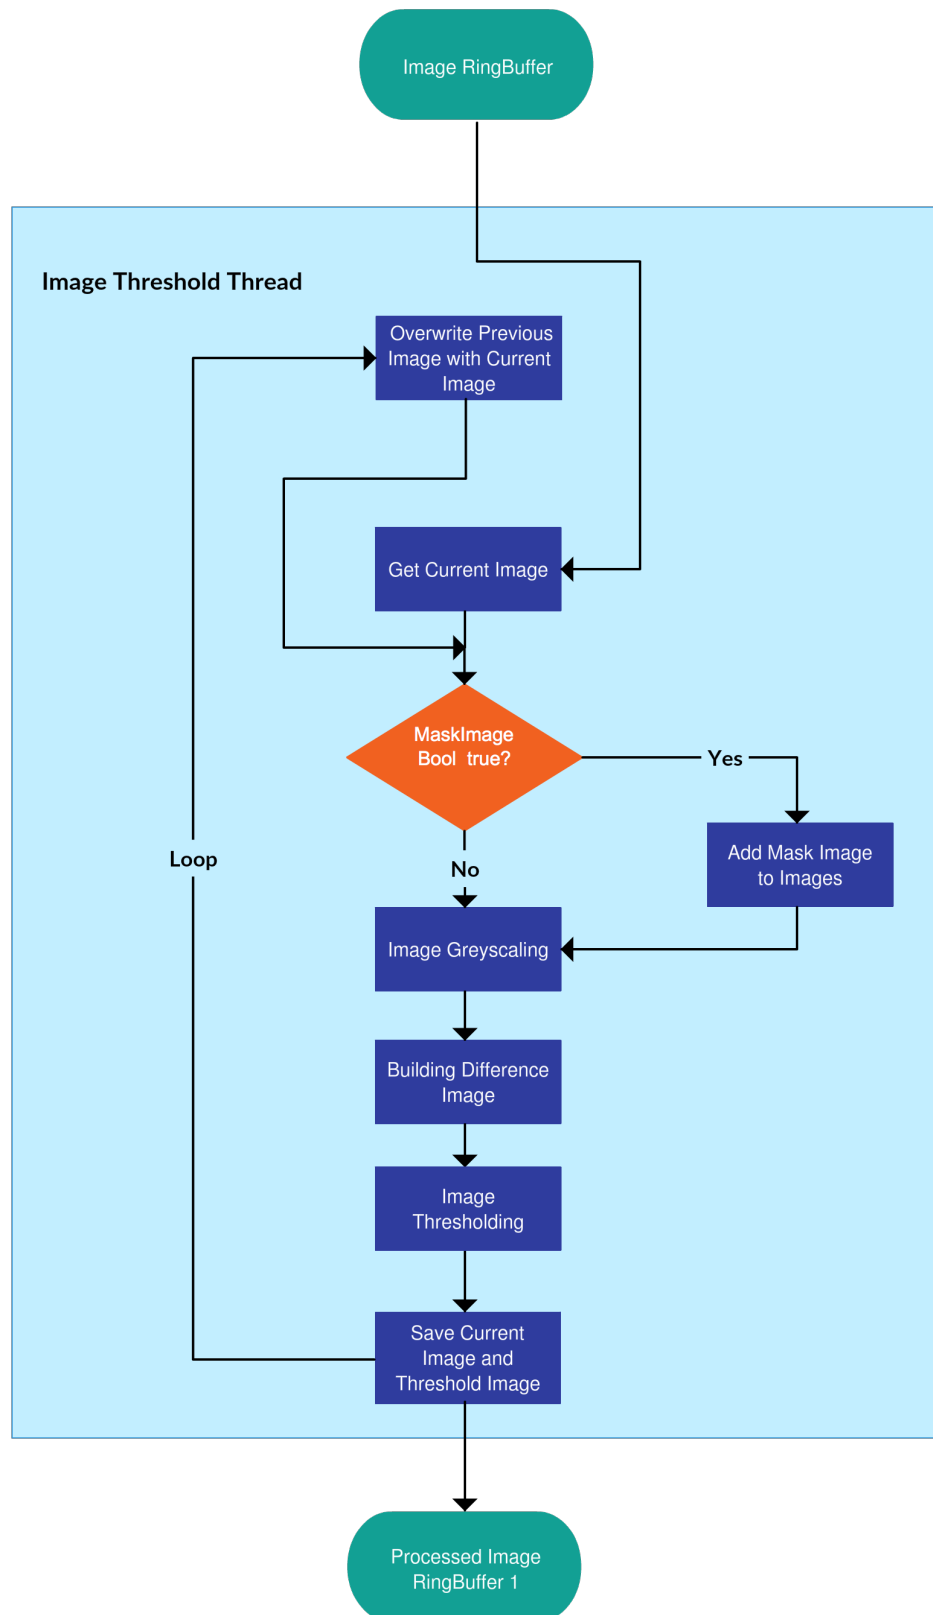 Image RingBuffer
Image Threshold Thread
Overwrite Previous
Image with Current
Image
Get Current Image
MaskImage
Bool true?
Yes
Add Mask Image
to Images
Loop
No
Image Greyscaling
Building Difference
Image
Image
Thresholding
Save Current
Image and
Threshold Image
Processed Image
RingBuffer 1